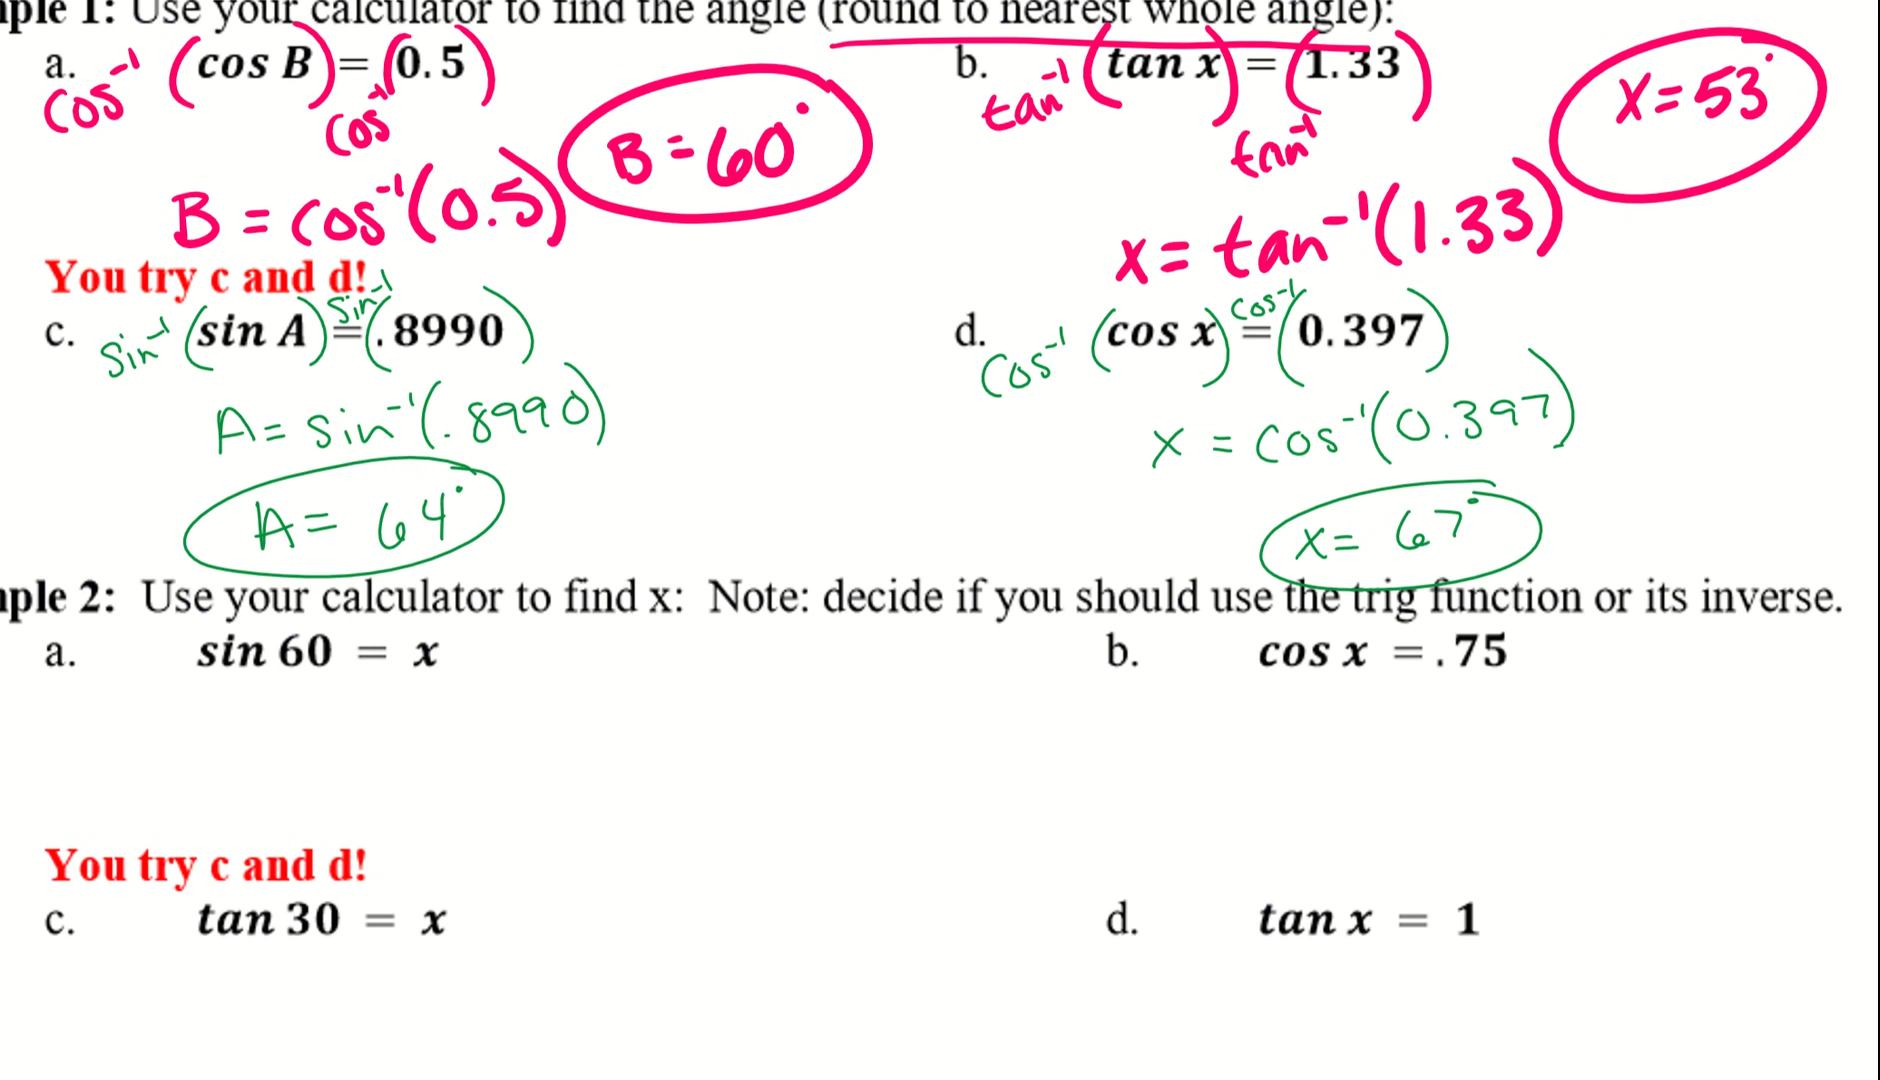 ple 1: Use your calculator to find the angle (round to nearest whole angle):
a. cos⁻¹ (cos B) = cos⁻¹ (0.5)
B = cos⁻¹(0.5)
B = 60°
b. tan⁻¹ (tan x) = tan⁻¹ (1.33)
x = tan⁻¹(1.33)
x = 53°
You try c and d!
c. sin⁻¹ (sin A) = sin⁻¹ (.8990)
A = sin⁻¹(.8990)
A = 64°
d. cos⁻¹ (cos x) = cos⁻¹ (0.397)
x = cos⁻¹(0.397)
x = 67°
ple 2: Use your calculator to find x: Note: decide if you should use the trig function or its inverse.
a. sin 60 = x
b. cos x = .75
You try c and d!
c. tan 30 = x
d. tan x = 1